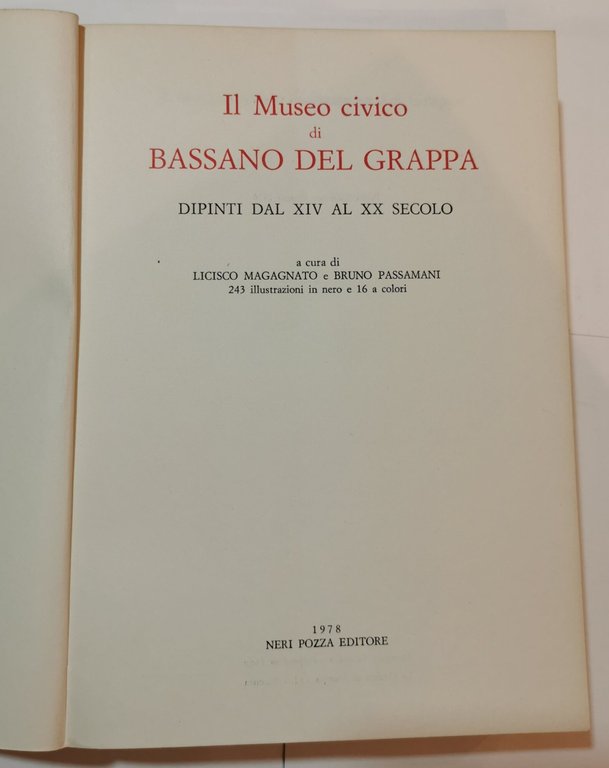 Il Museo civico
di
BASSANO DEL GRAPPA
DIPINTI DAL XIV AL XX SECOLO
a cura di
LICISCO MAGAGNATO e BRUNO PASSAMANI
243 illustrazioni in nero e 16 a colori
1978
NERI POZZA EDITORE